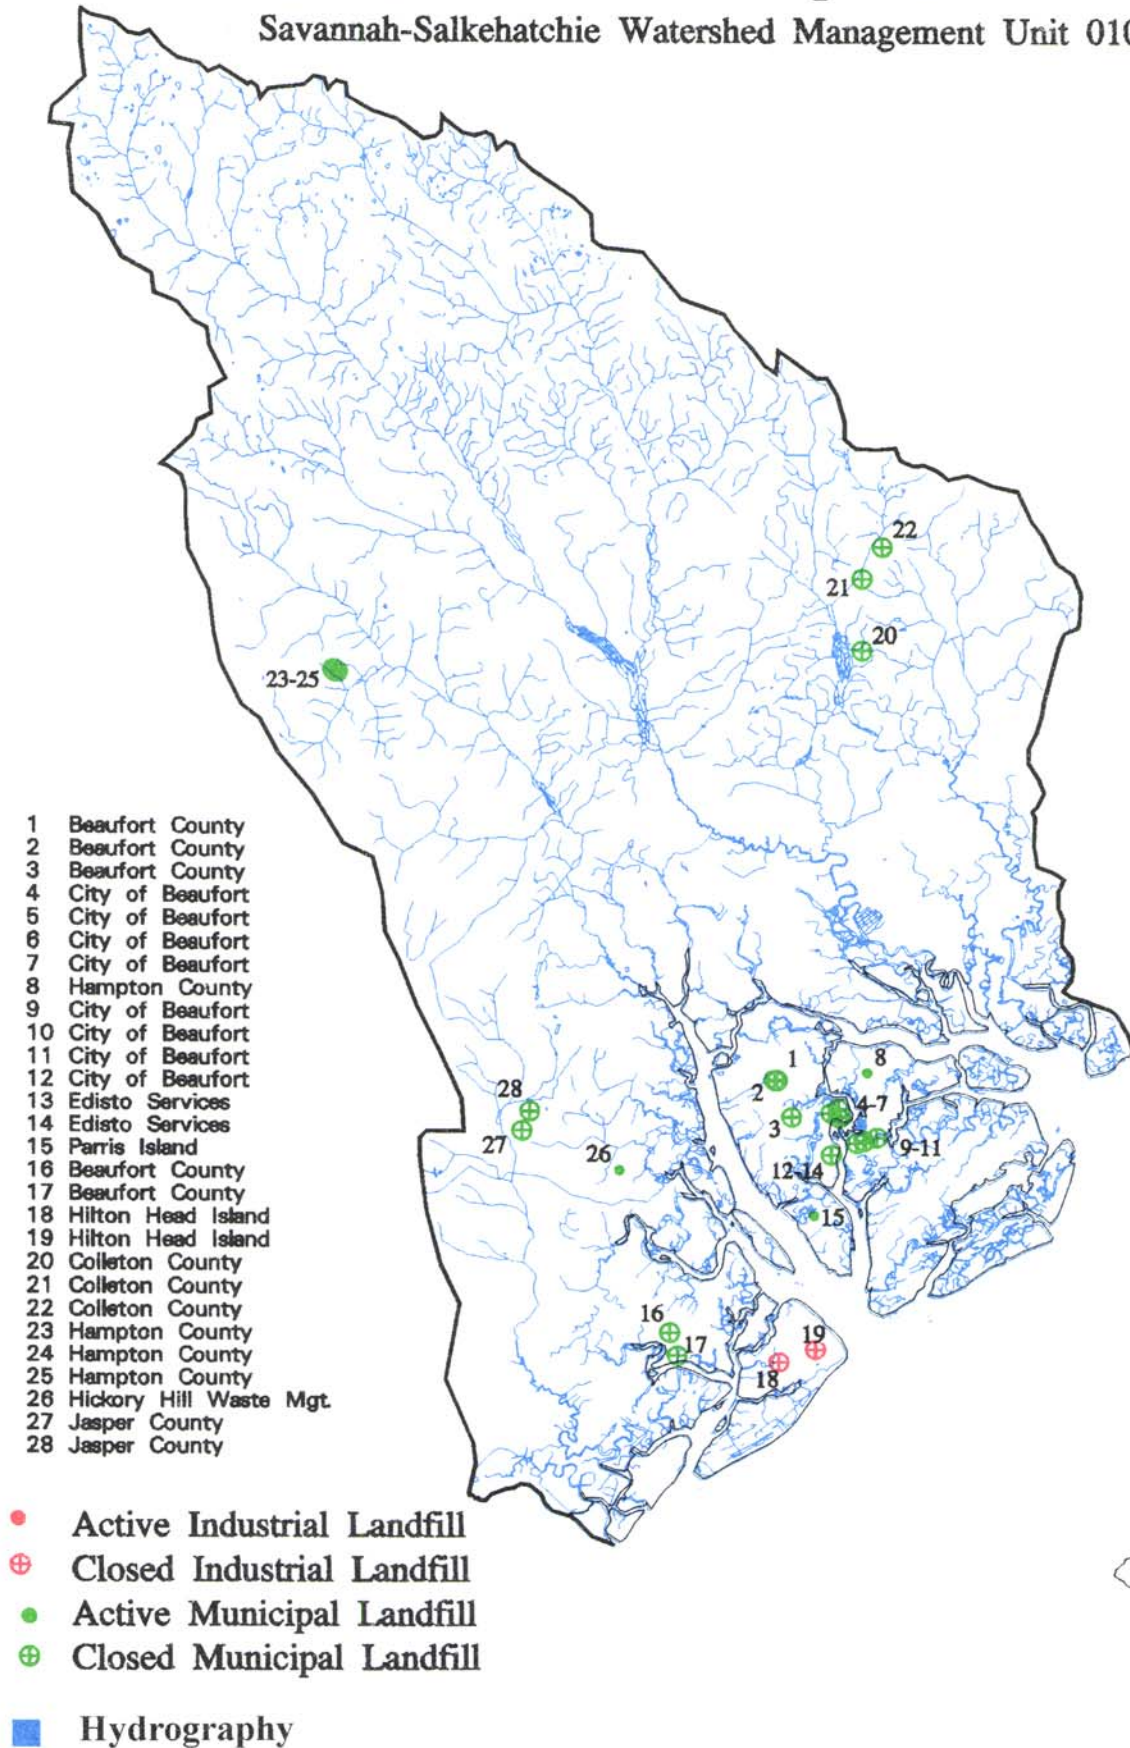 Savannah-Salkehatchie Watershed Management Unit 010
22
21
20
23-25
1 Beaufort County
2 Beaufort County
3 Beaufort County
4 City of Beaufort
5 City of Beaufort
6 City of Beaufort
7 City of Beaufort
8 Hampton County
9 City of Beaufort
10 City of Beaufort
11 City of Beaufort
12 City of Beaufort
13 Edisto Services
14 Edisto Services
15 Parris Island
16 Beaufort County
17 Beaufort County
18 Hilton Head Island
19 Hilton Head Island
20 Colleton County
21 Colleton County
22 Colleton County
23 Hampton County
24 Hampton County
25 Hampton County
26 Hickory Hill Waste Mgt.
27 Jasper County
28 Jasper County
1
8
2
28
4-7
3
27
26
9-11
12-14
15
16
17
19
18
Active Industrial Landfill
Closed Industrial Landfill
Active Municipal Landfill
Closed Municipal Landfill
Hydrography